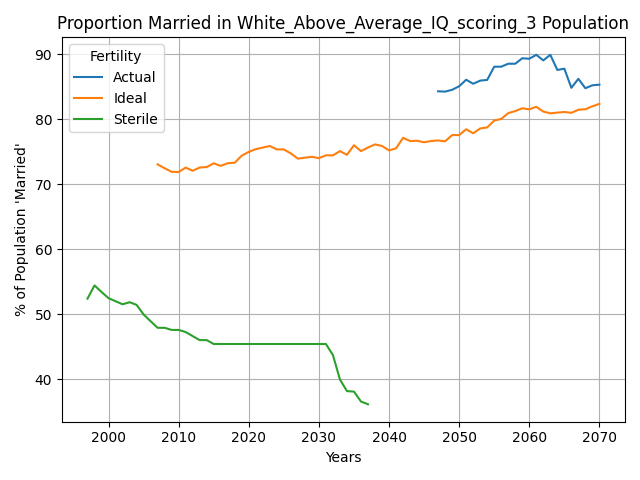 Proportion Married in White_Above_Average_IQ_scoring_3 Population
Fertility
Actual
Ideal
Sterile
% of Population 'Married'
90
80
70
60
50
40
2000 2010 2020 2030 2040 2050 2060 2070
Years